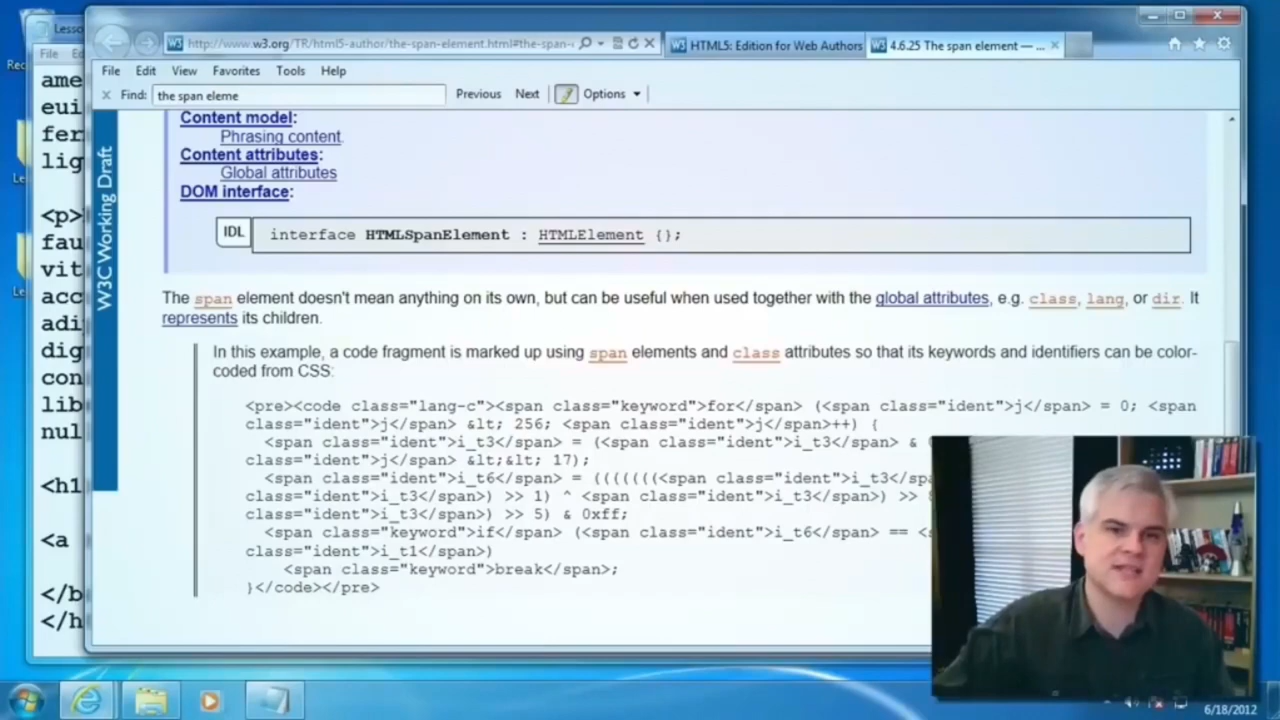 Lesso
http://www.w3.org/TR/html5-author/the-span-element.html#the-span-
HTML5: Edition for Web Authors
4.6.25 The span element — ...
File Edit View Favorites Tools Help
File
x Find: the span eleme Previous Next Options
W3C Working Draft
ame
eui
fer
lig
<p>
fau
vit
acc
adi
dig
con
lib
nul
<h1
<a
</b
</h
Content model:
Phrasing content.
Content attributes:
Global attributes
DOM interface:
IDL
interface HTMLSpanElement : HTMLElement {};
The span element doesn't mean anything on its own, but can be useful when used together with the global attributes, e.g. class, lang, or dir. It
represents its children.
In this example, a code fragment is marked up using span elements and class attributes so that its keywords and identifiers can be color-
coded from CSS:
<pre><code class="lang-c"><span class="keyword">for</span> (<span class="ident">j</span> = 0; <span
class="ident">j</span> &lt; 256; <span class="ident">j</span>++) {
<span class="ident">i_t3</span> = (<span class="ident">i_t3</span> &
class="ident">j</span> &lt;&lt; 17);
<span class="ident">i_t6</span> = (((((((<span class="ident">i_t3</span
class="ident">i_t3</span>) >> 1) ^ <span class="ident">i_t3</span>) >>
class="ident">i_t3</span>) >> 5) & 0xff;
<span class="keyword">if</span> (<span class="ident">i_t6</span> == <
class="ident">i_t1</span>)
<span class="keyword">break</span>;
}</code></pre>
6/18/2012